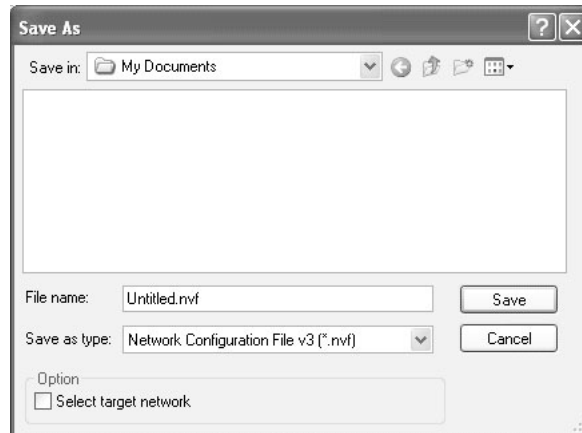 Save As
Save in: My Documents
File name: Untitled.nvf
Save
Save as type: Network Configuration File v3 (*.nvf)
Cancel
Option
Select target network